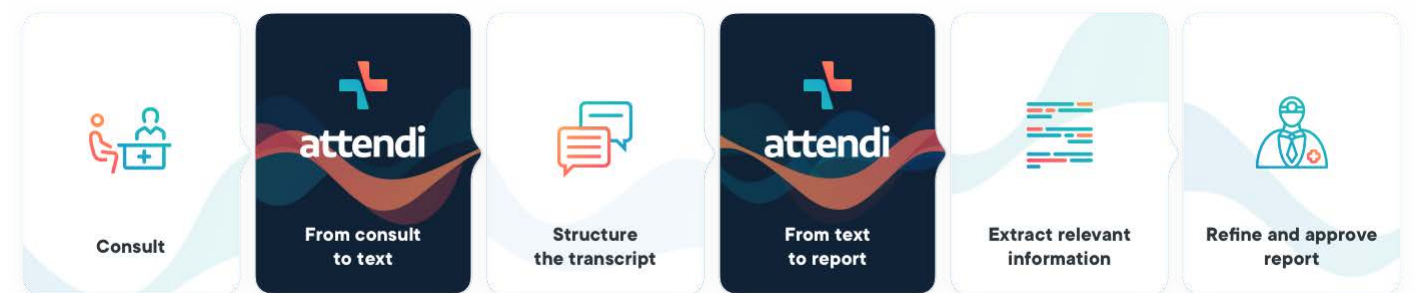 Consult
attendi
From consult
to text
Structure
the transcript
attendi
From text
to report
Extract relevant
information
Refine and approve
report